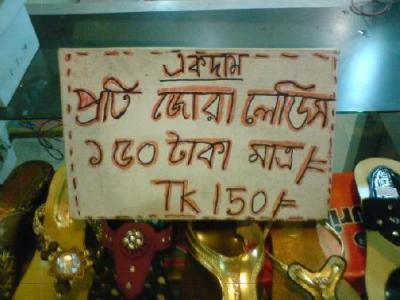 একদাম
প্রতি জোরা লেডিস
১৫০ টাকা মাত্র /-
TK 150/-